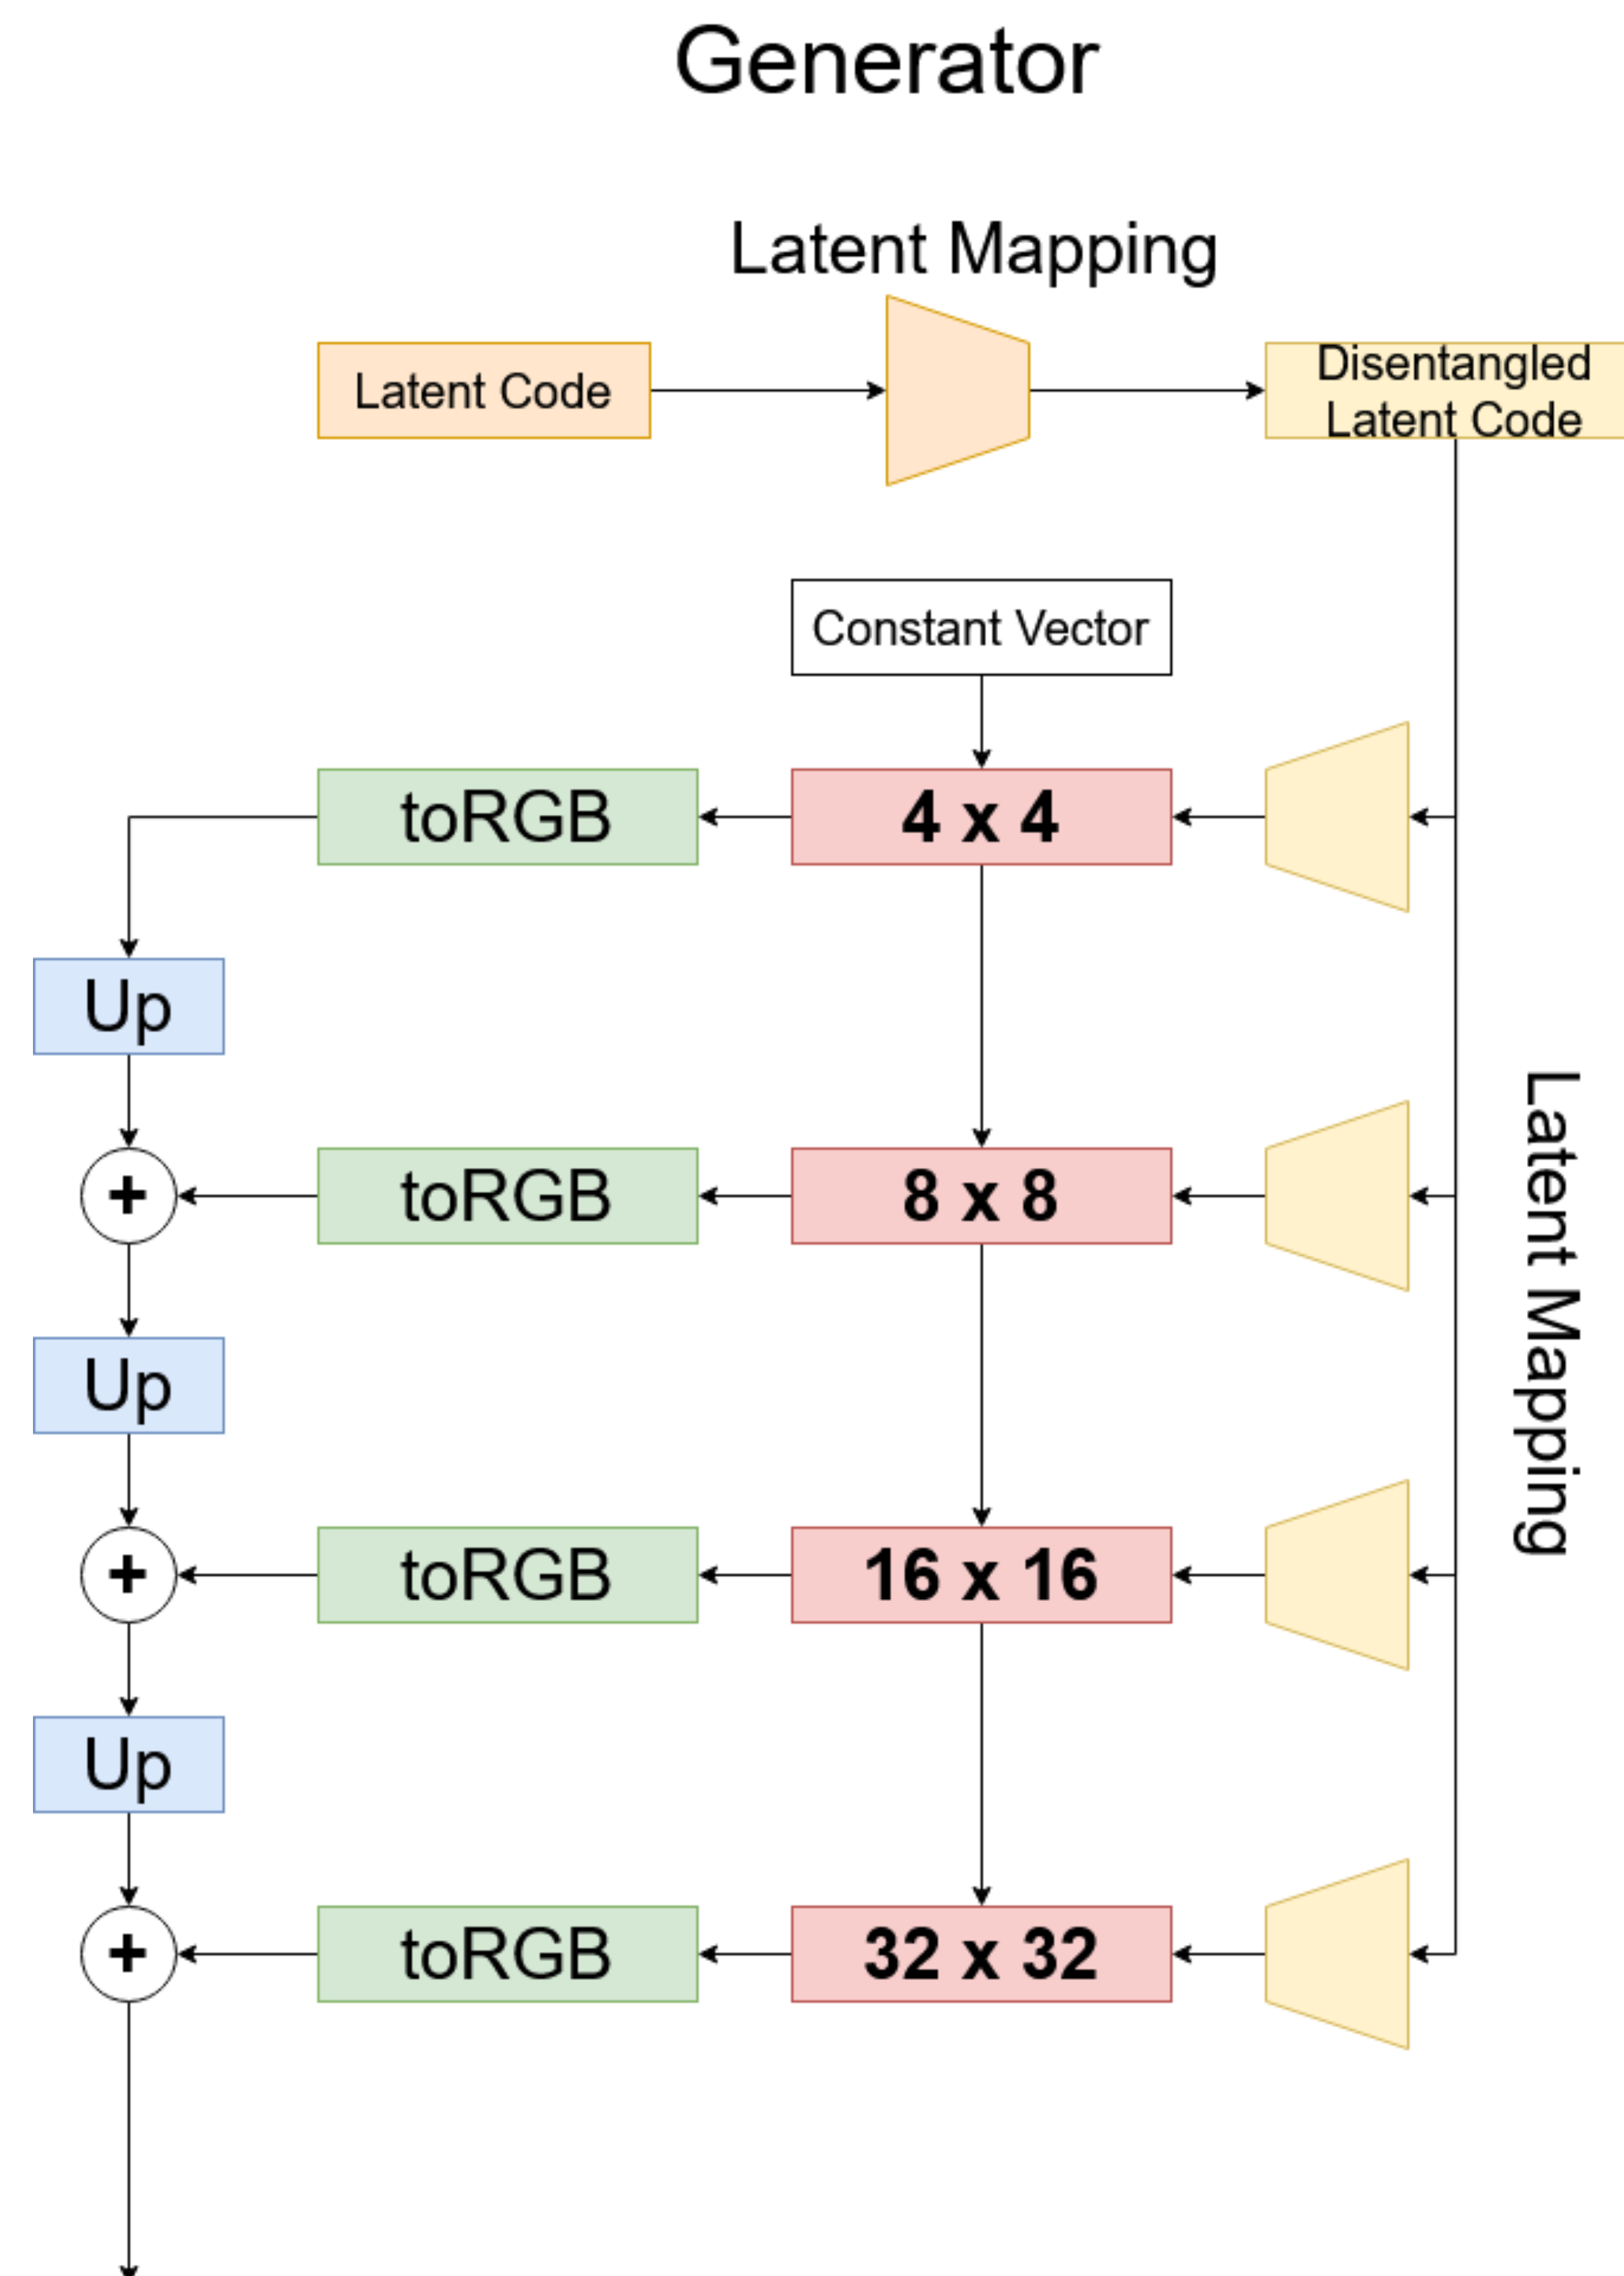 Generator
Latent Mapping
Latent Code
Disentangled
Latent Code
Constant Vector
toRGB
4 x 4
Up
+
toRGB
8 x 8
Latent Mapping
Up
+
toRGB
16 x 16
Up
+
toRGB
32 x 32